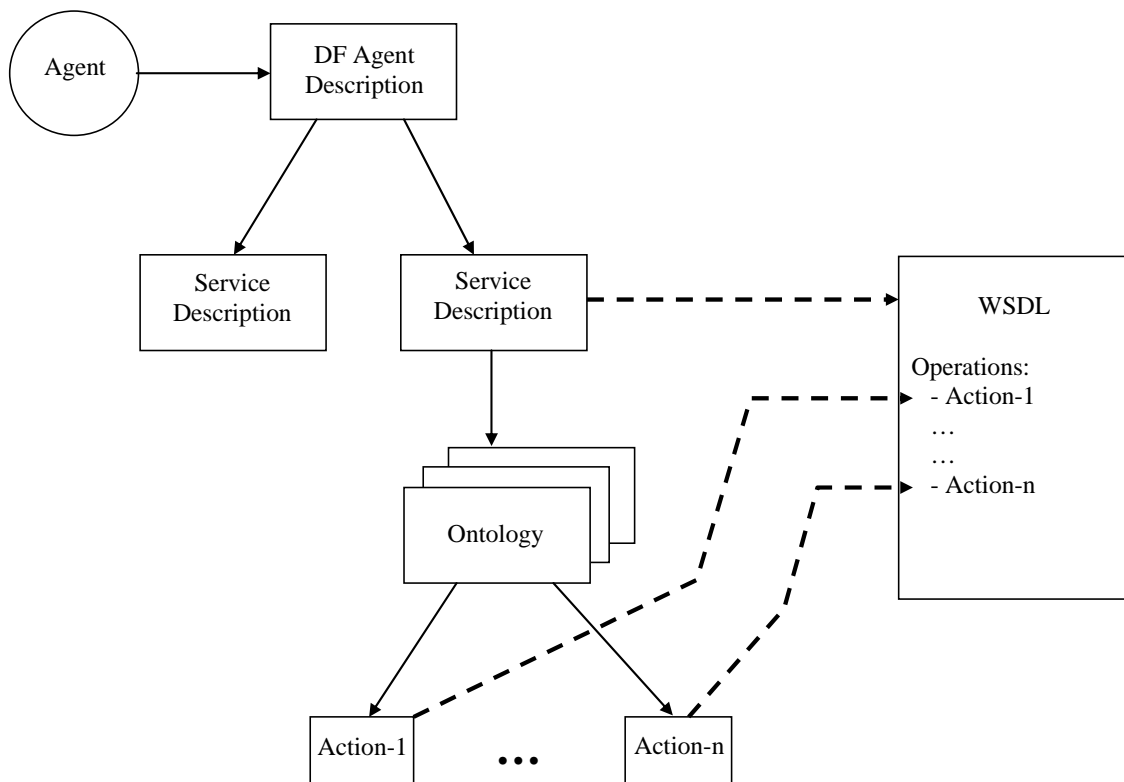 Agent
DF Agent
Description
Service
Description
Service
Description
WSDL
Operations:
- Action-1
…
…
- Action-n
Ontology
Action-1
...
Action-n